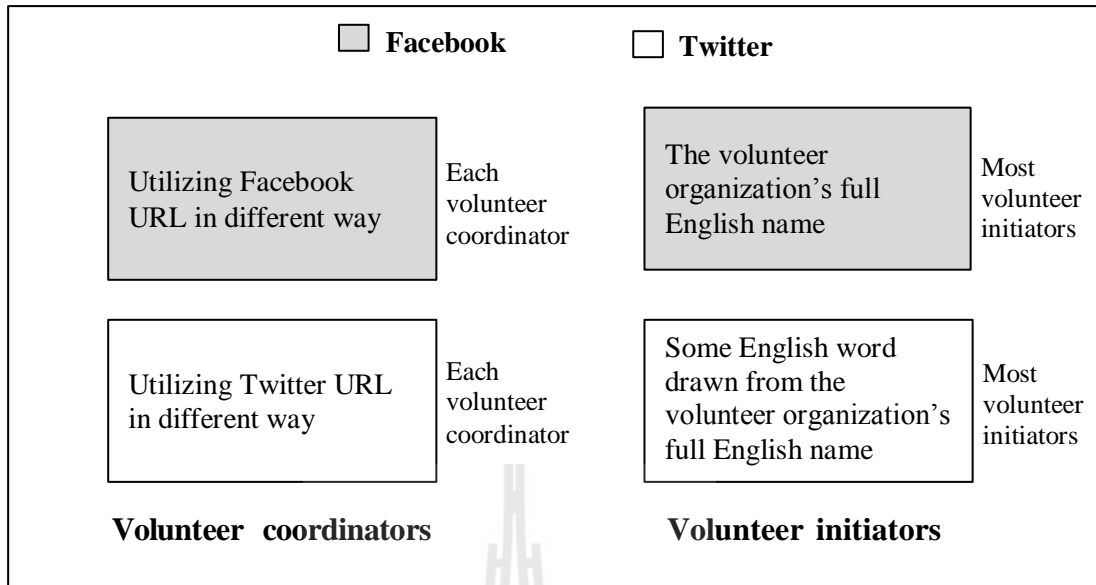 Facebook
Twitter
Utilizing Facebook
URL in different way
Each
volunteer
coordinator
The volunteer
organization's full
English name
Most
volunteer
initiators
Utilizing Twitter URL
in different way
Each
volunteer
coordinator
Some English word
drawn from the
volunteer organization's
full English name
Most
volunteer
initiators
Volunteer coordinators
Volunteer initiators